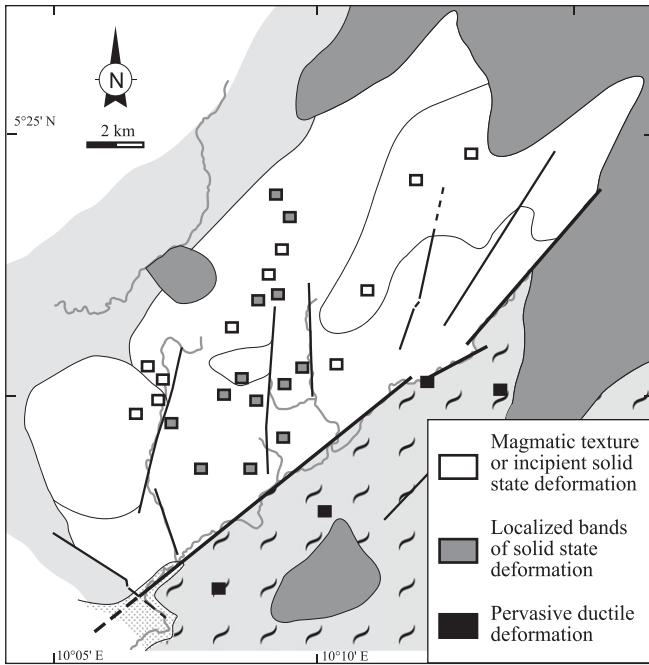 N
5°25' N
2 km
Magmatic texture
or incipient solid
state deformation
Localized bands
of solid state
deformation
Pervasive ductile
deformation
10°05' E
10°10' E